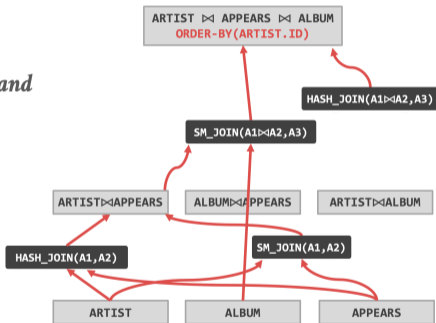 ARTIST ⋈ APPEARS ⋈ ALBUM
ORDER-BY(ARTIST.ID)
and
HASH_JOIN(A1⋈A2,A3)
SM_JOIN(A1⋈A2,A3)
ARTIST⋈APPEARS
ALBUM⋈APPEARS
ARTIST⋈ALBUM
HASH_JOIN(A1,A2)
SM_JOIN(A1,A2)
ARTIST
ALBUM
APPEARS